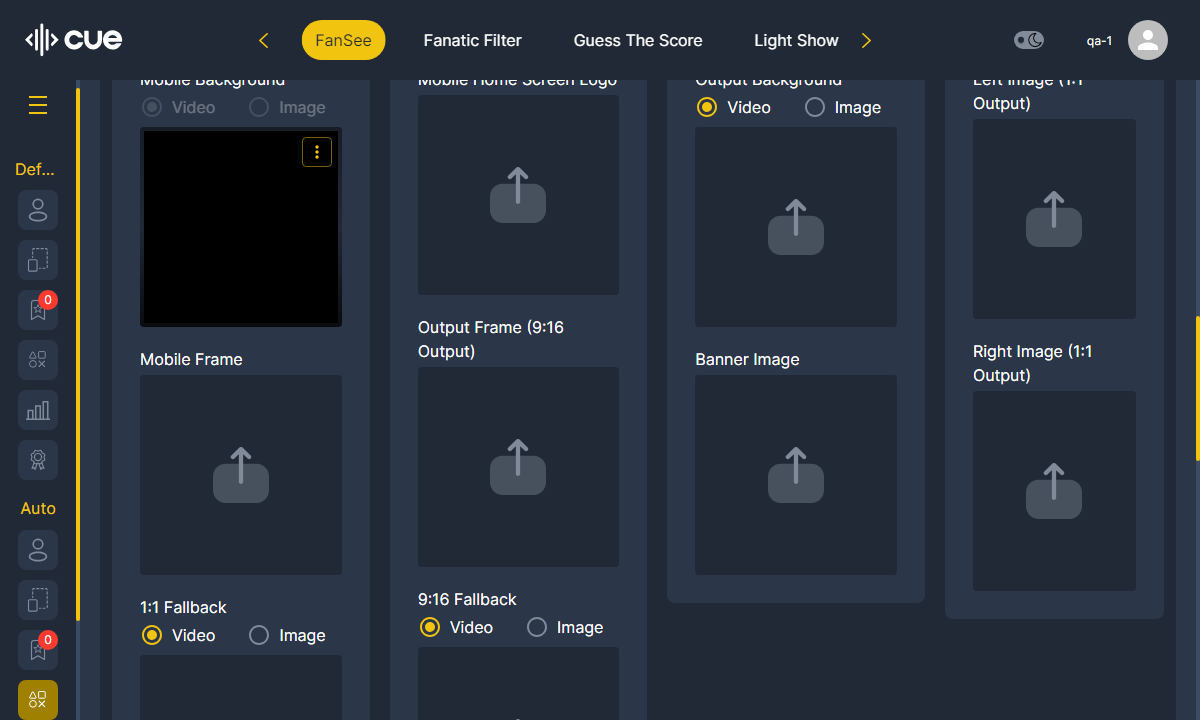 cue
FanSee
Fanatic Filter
Guess The Score
Light Show
qa-1
Def...
0
Auto
0
Mobile Background
Video
Image
Mobile Frame
1:1 Fallback
Video
Image
Mobile Home Screen Logo
Output Frame (9:16
Output)
9:16 Fallback
Video
Image
Output Background
Video
Image
Banner Image
Left Image (1:1
Output)
Right Image (1:1
Output)